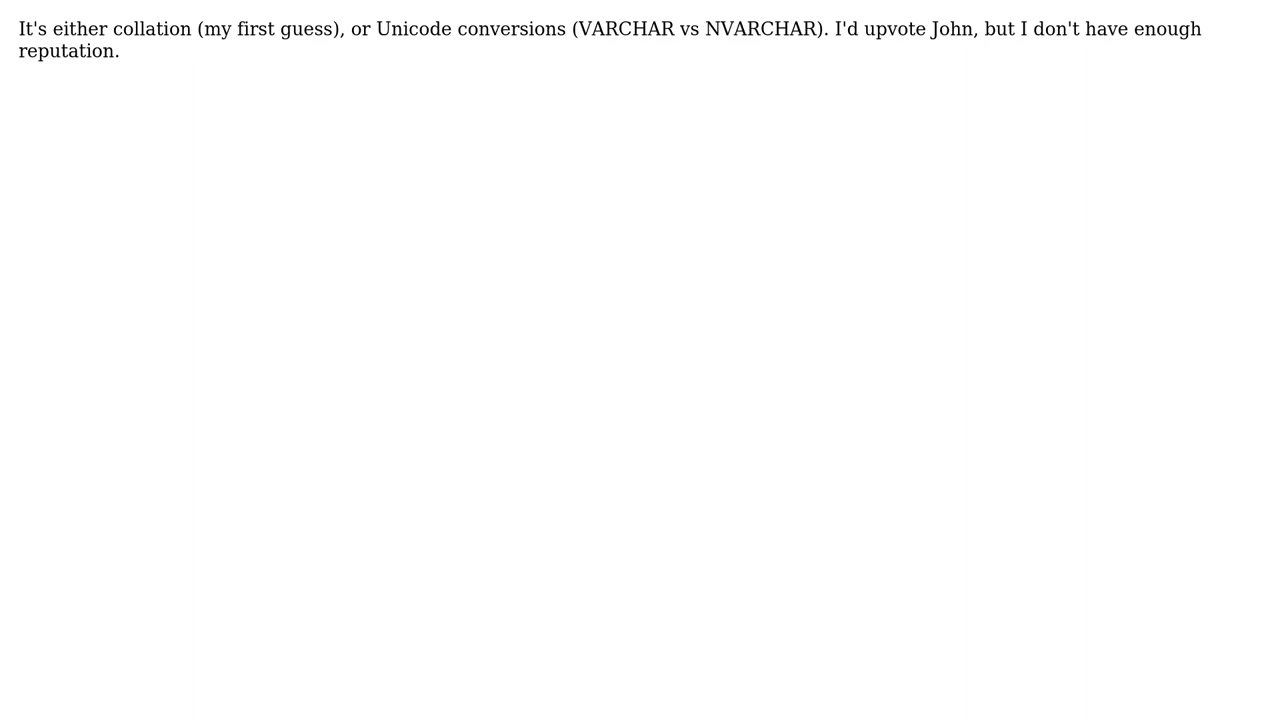 It's either collation (my first guess), or Unicode conversions (VARCHAR vs NVARCHAR). I'd upvote John, but I don't have enough
reputation.